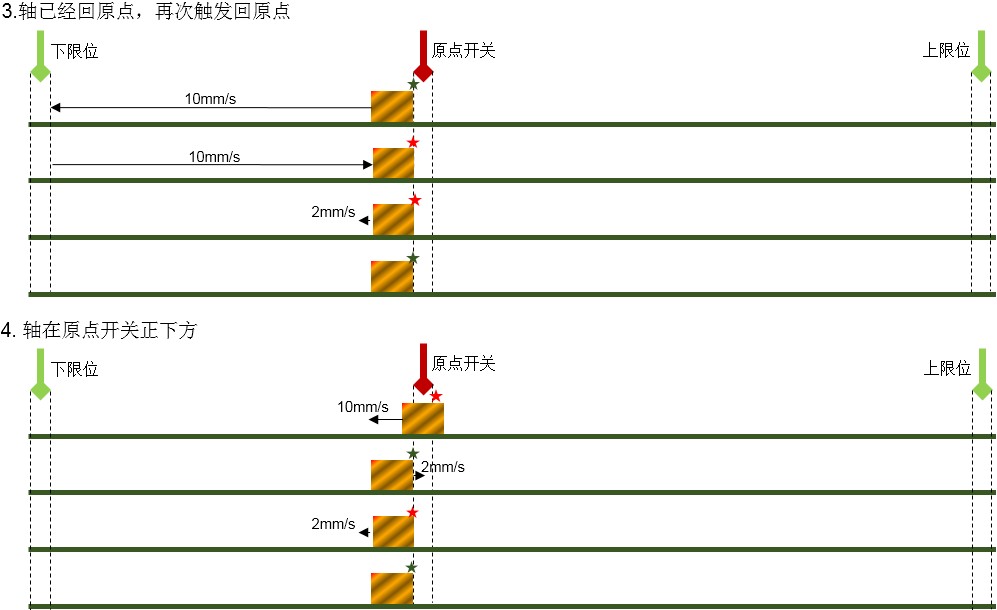 3.轴已经回原点，再次触发回原点
下限位
原点开关
上限位
10mm/s
10mm/s
2mm/s
4. 轴在原点开关正下方
下限位
原点开关
上限位
10mm/s
2mm/s
2mm/s